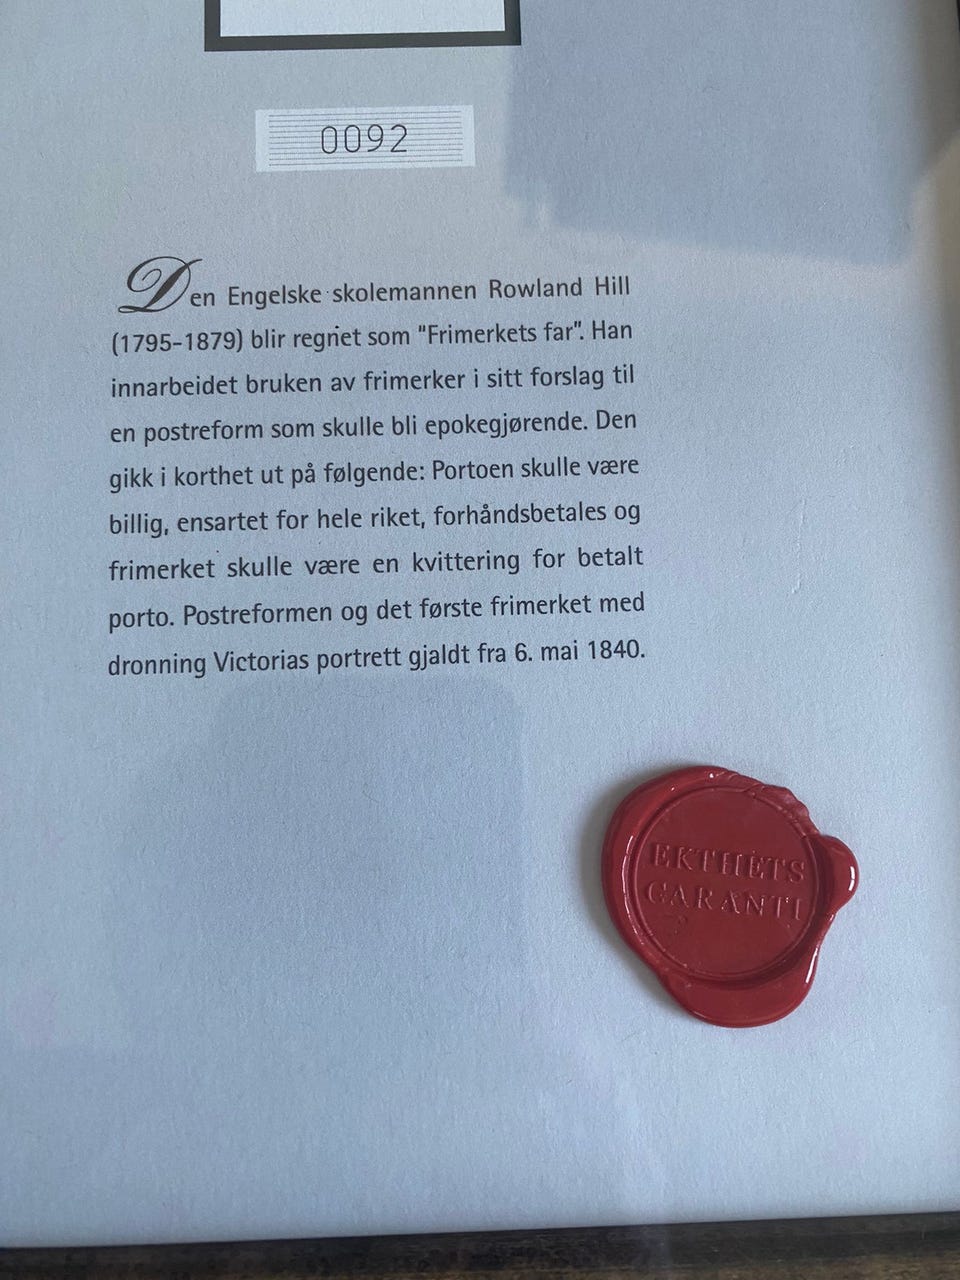 0092
Den Engelske skolemannen Rowland Hill
(1795-1879) blir regnet som "Frimerkets far". Han
innarbeidet bruken av frimerker i sitt forslag til
en postreform som skulle bli epokegjørende. Den
gikk i korthet ut på følgende: Portoen skulle være
billig, ensartet for hele riket, forhåndsbetales og
frimerket skulle være en kvittering for betalt
porto. Postreformen og det første frimerket med
dronning Victorias portrett gjaldt fra 6. mai 1840.
EKTHETS
GARANTI